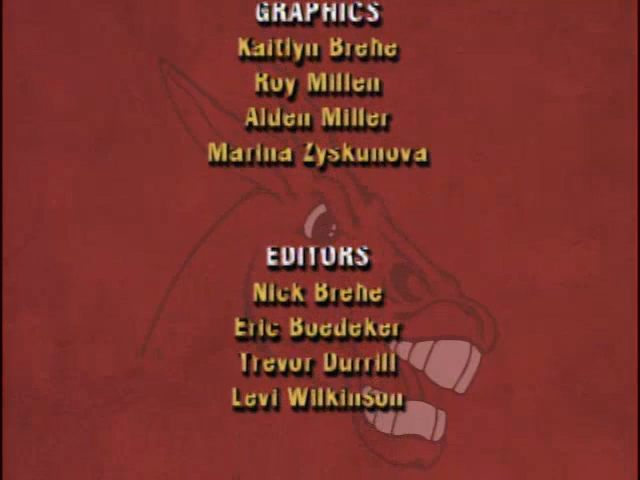 GRAPHICS
Kaitlyn Brehe
Roy Millen
Alden Miller
Marina Zyskunova
EDITORS
Nick Brehe
Eric Boedeker
Trevor Durrill
Levi Wilkinson